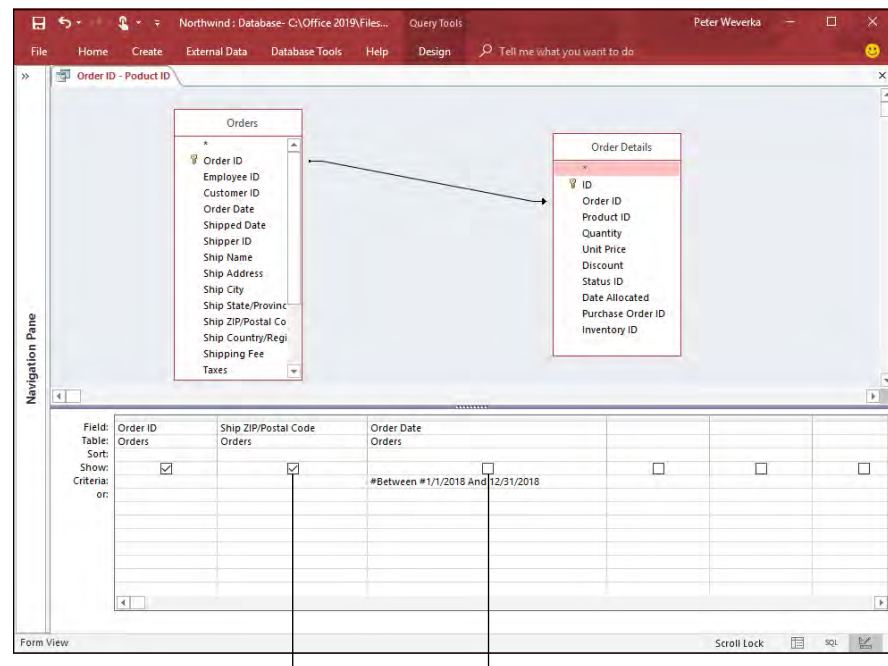 Northwind : Database- C:\Office 2019\Files... Query Tools Peter Weverka
File Home Create External Data Database Tools Help Design Tell me what you want to do
Order ID - Poduct ID
Navigation Pane
Orders
*
Order ID
Employee ID
Customer ID
Order Date
Shipped Date
Shipper ID
Ship Name
Ship Address
Ship City
Ship State/Provinc
Ship ZIP/Postal Co
Ship Country/Regi
Shipping Fee
Taxes
Order Details
*
ID
Order ID
Product ID
Quantity
Unit Price
Discount
Status ID
Date Allocated
Purchase Order ID
Inventory ID
Field: Order ID Ship ZIP/Postal Code Order Date
Table: Orders Orders Orders
Sort:
Show:
Criteria: #Between #1/1/2018 And 12/31/2018
or:
Form View Scroll Lock SQL